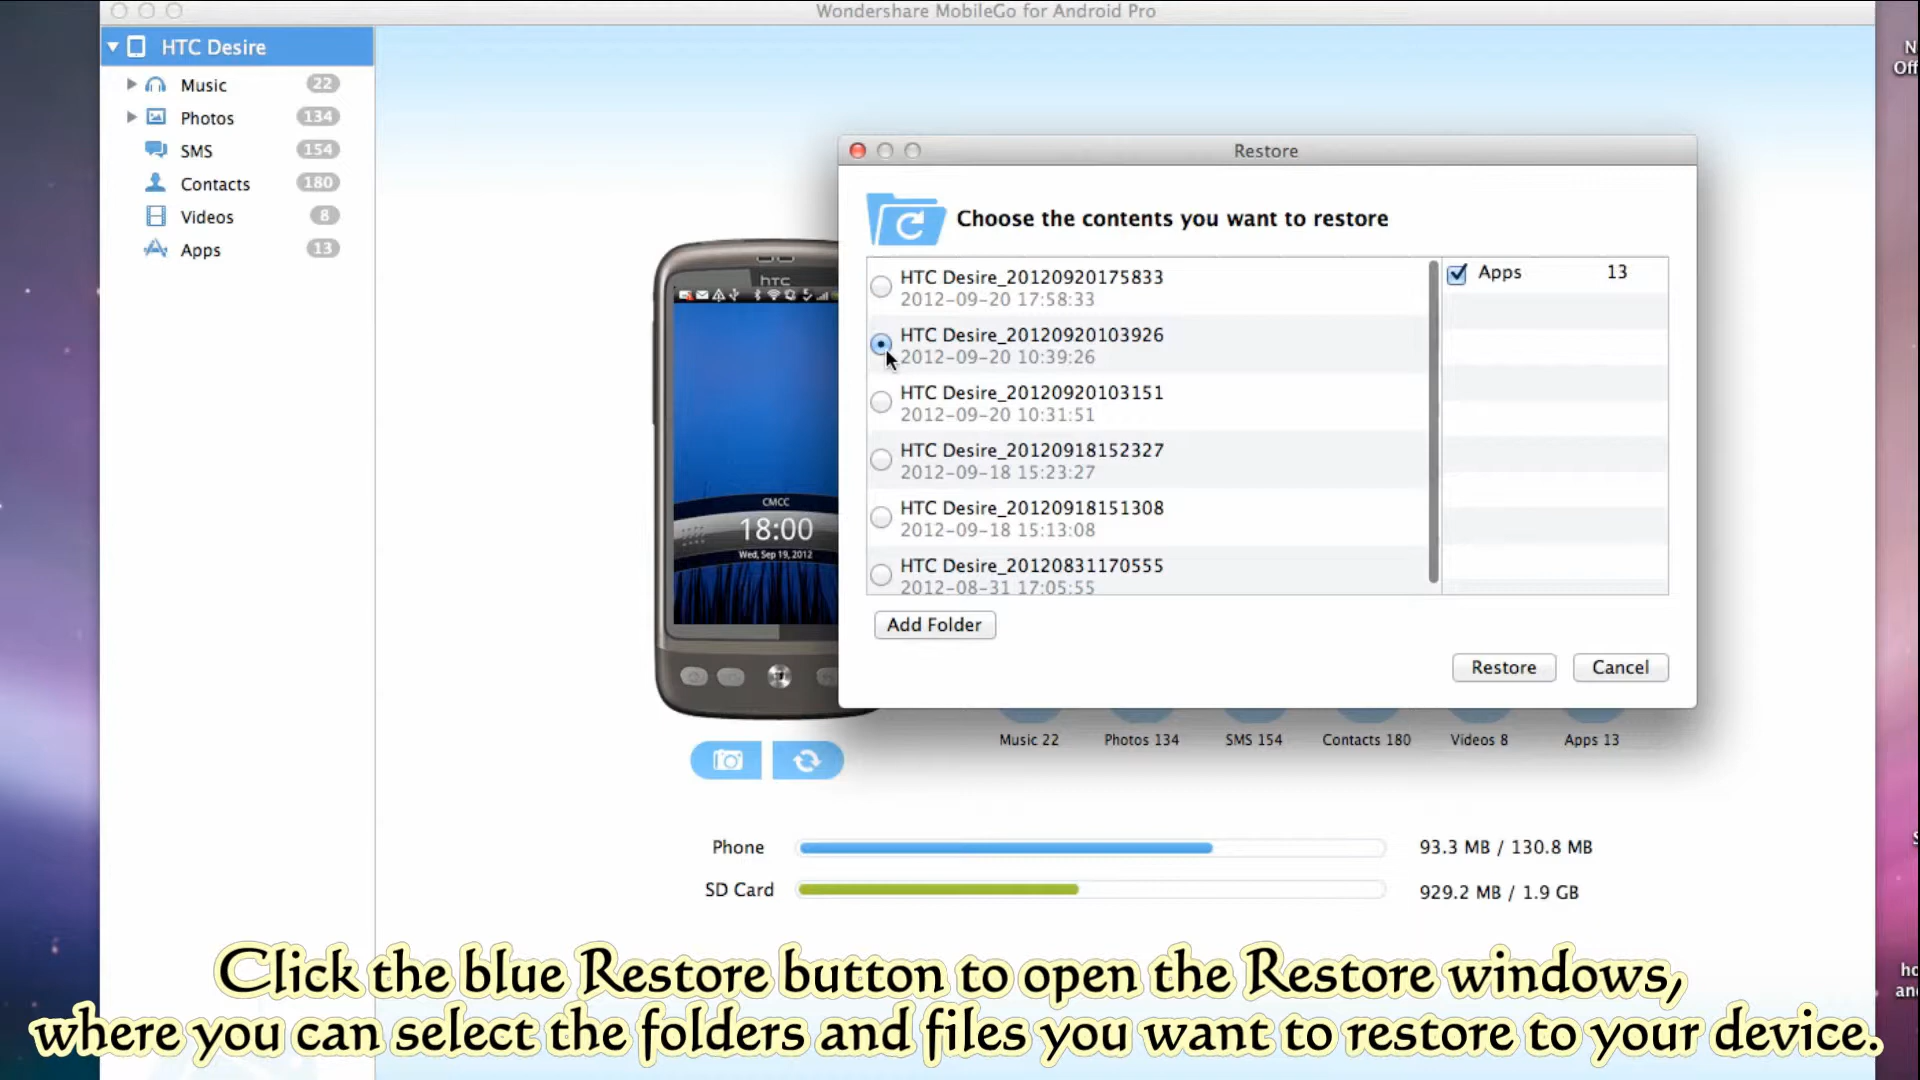 Wondershare MobileGo for Android Pro
HTC Desire
Music 22
Photos 134
SMS 154
Contacts 180
Videos 8
Apps 13
htc
CMCC
18:00
Wed, Sep 19, 2012
Restore
Choose the contents you want to restore
HTC Desire_20120920175833
2012-09-20 17:58:33
HTC Desire_20120920103926
2012-09-20 10:39:26
HTC Desire_20120920103151
2012-09-20 10:31:51
HTC Desire_20120918152327
2012-09-18 15:23:27
HTC Desire_20120918151308
2012-09-18 15:13:08
HTC Desire_20120831170555
2012-08-31 17:05:55
Apps 13
Add Folder
Restore Cancel
Music 22 Photos 134 SMS 154 Contacts 180 Videos 8 Apps 13
Phone 93.3 MB / 130.8 MB
SD Card 929.2 MB / 1.9 GB
Click the blue Restore button to open the Restore windows,
where you can select the folders and files you want to restore to your device.